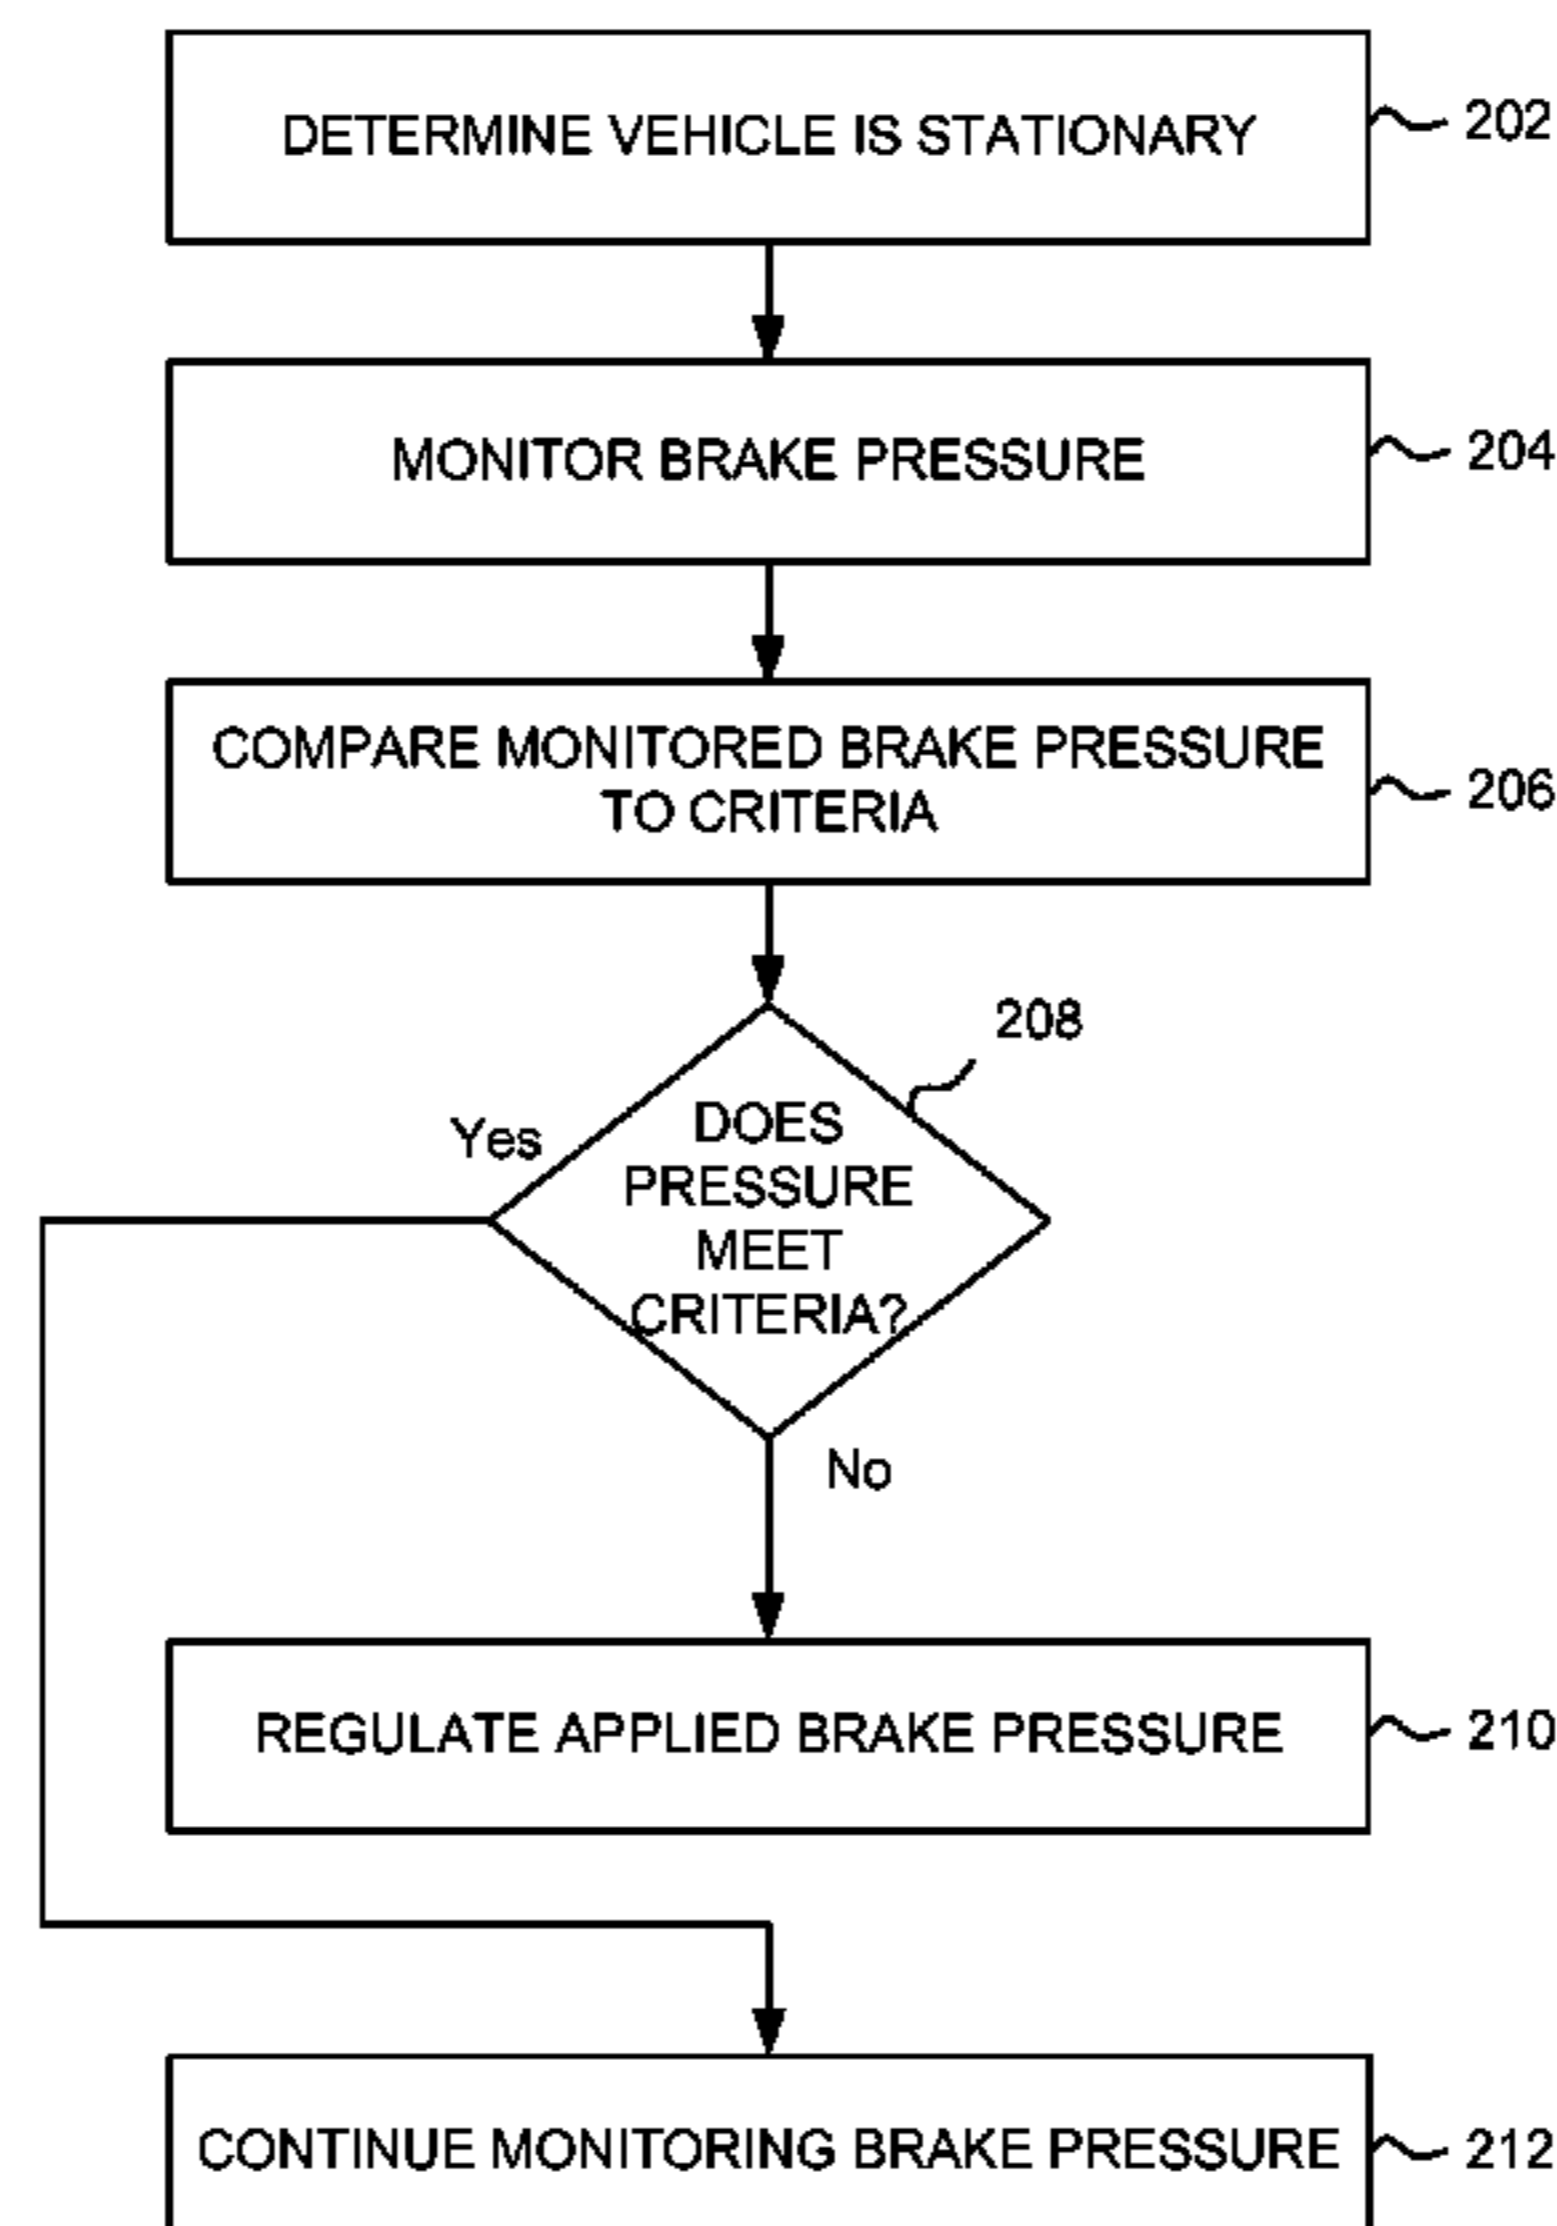 DETERMINE VEHICLE IS STATIONARY
202
MONITOR BRAKE PRESSURE
204
COMPARE MONITORED BRAKE PRESSURE
TO CRITERIA
206
208
Yes
DOES
PRESSURE
MEET
CRITERIA?
No
REGULATE APPLIED BRAKE PRESSURE
210
CONTINUE MONITORING BRAKE PRESSURE
212